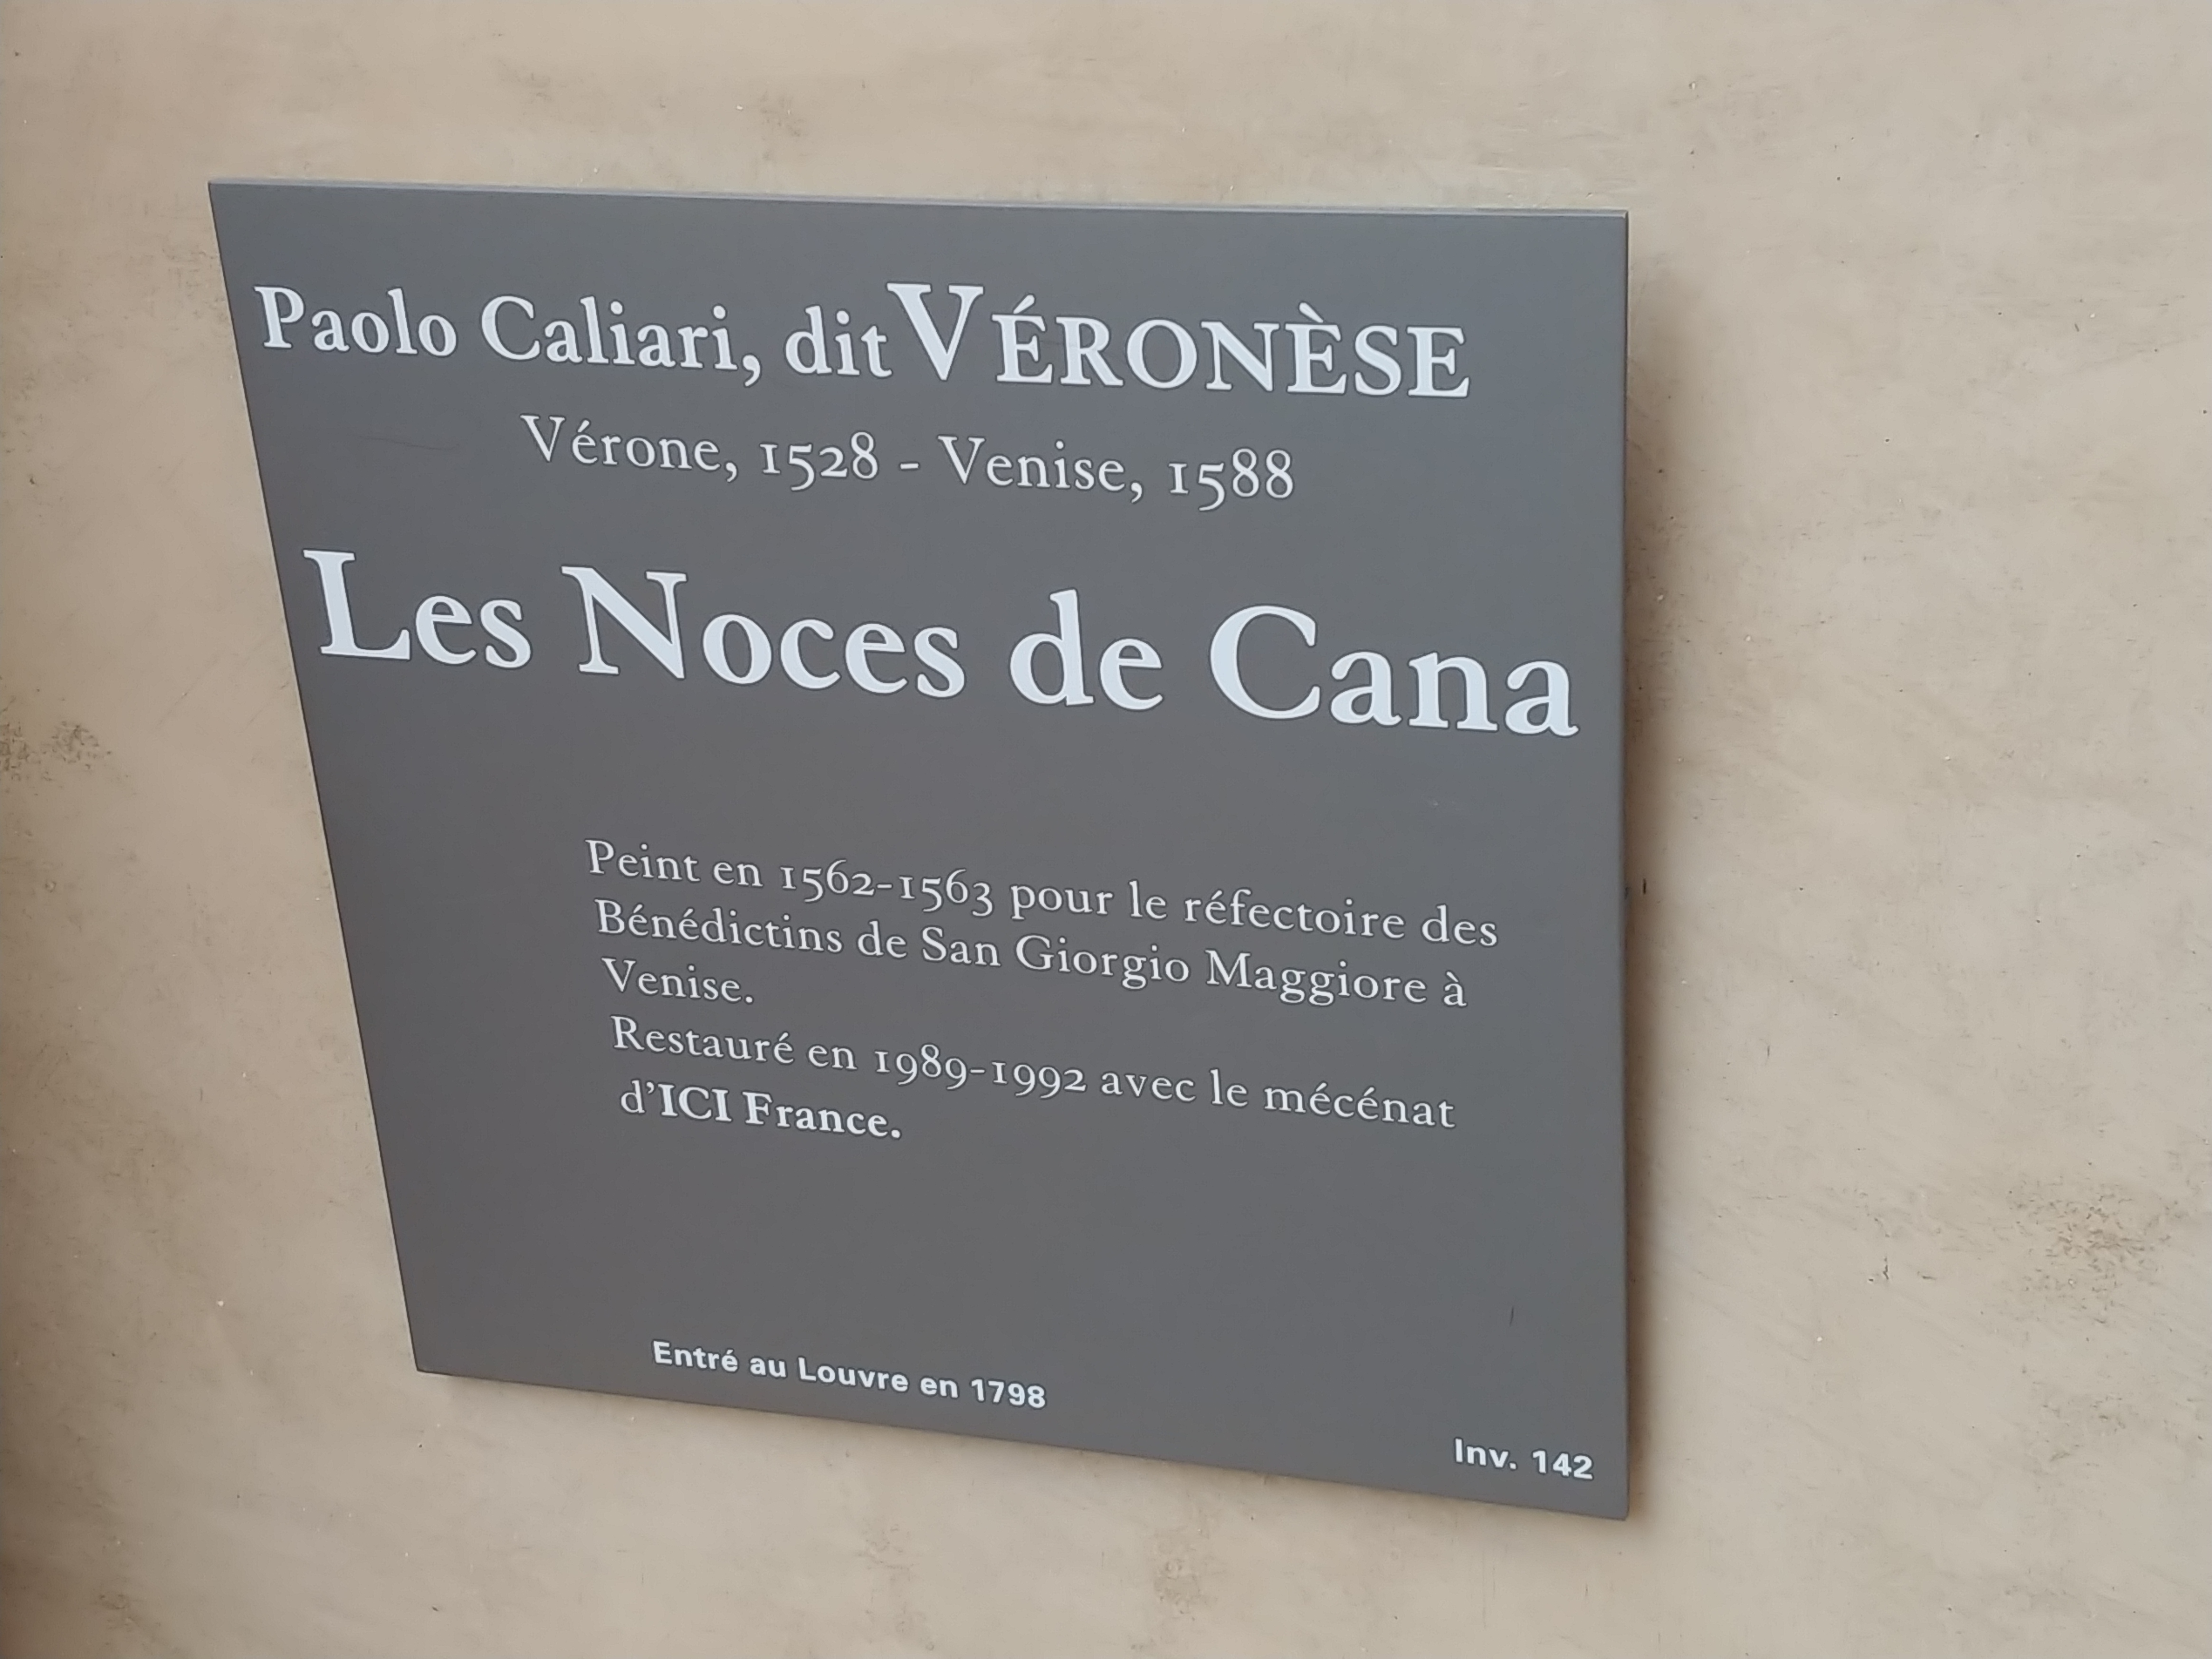 Paolo Caliari, dit VÉRONÈSE
Vérone, 1528 - Venise, 1588
Les Noces de Cana
Peint en 1562-1563 pour le réfectoire des
Bénédictins de San Giorgio Maggiore à
Venise.
Restauré en 1989-1992 avec le mécénat
d'ICI France.
Entré au Louvre en 1798
Inv. 142